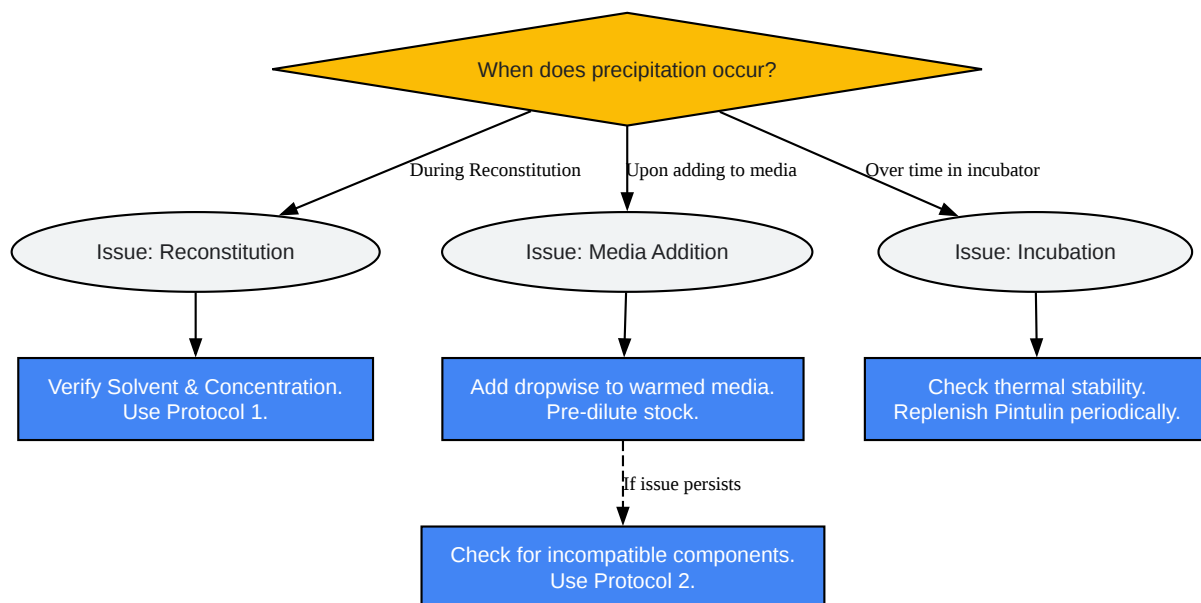 When does precipitation occur?
During Reconstitution
Upon adding to media
Over time in incubator
Issue: Reconstitution
Issue: Media Addition
Issue: Incubation
Verify Solvent & Concentration.
Use Protocol 1.
Add dropwise to warmed media.
Pre-dilute stock.
Check thermal stability.
Replenish Pintulin periodically.
If issue persists
Check for incompatible components.
Use Protocol 2.